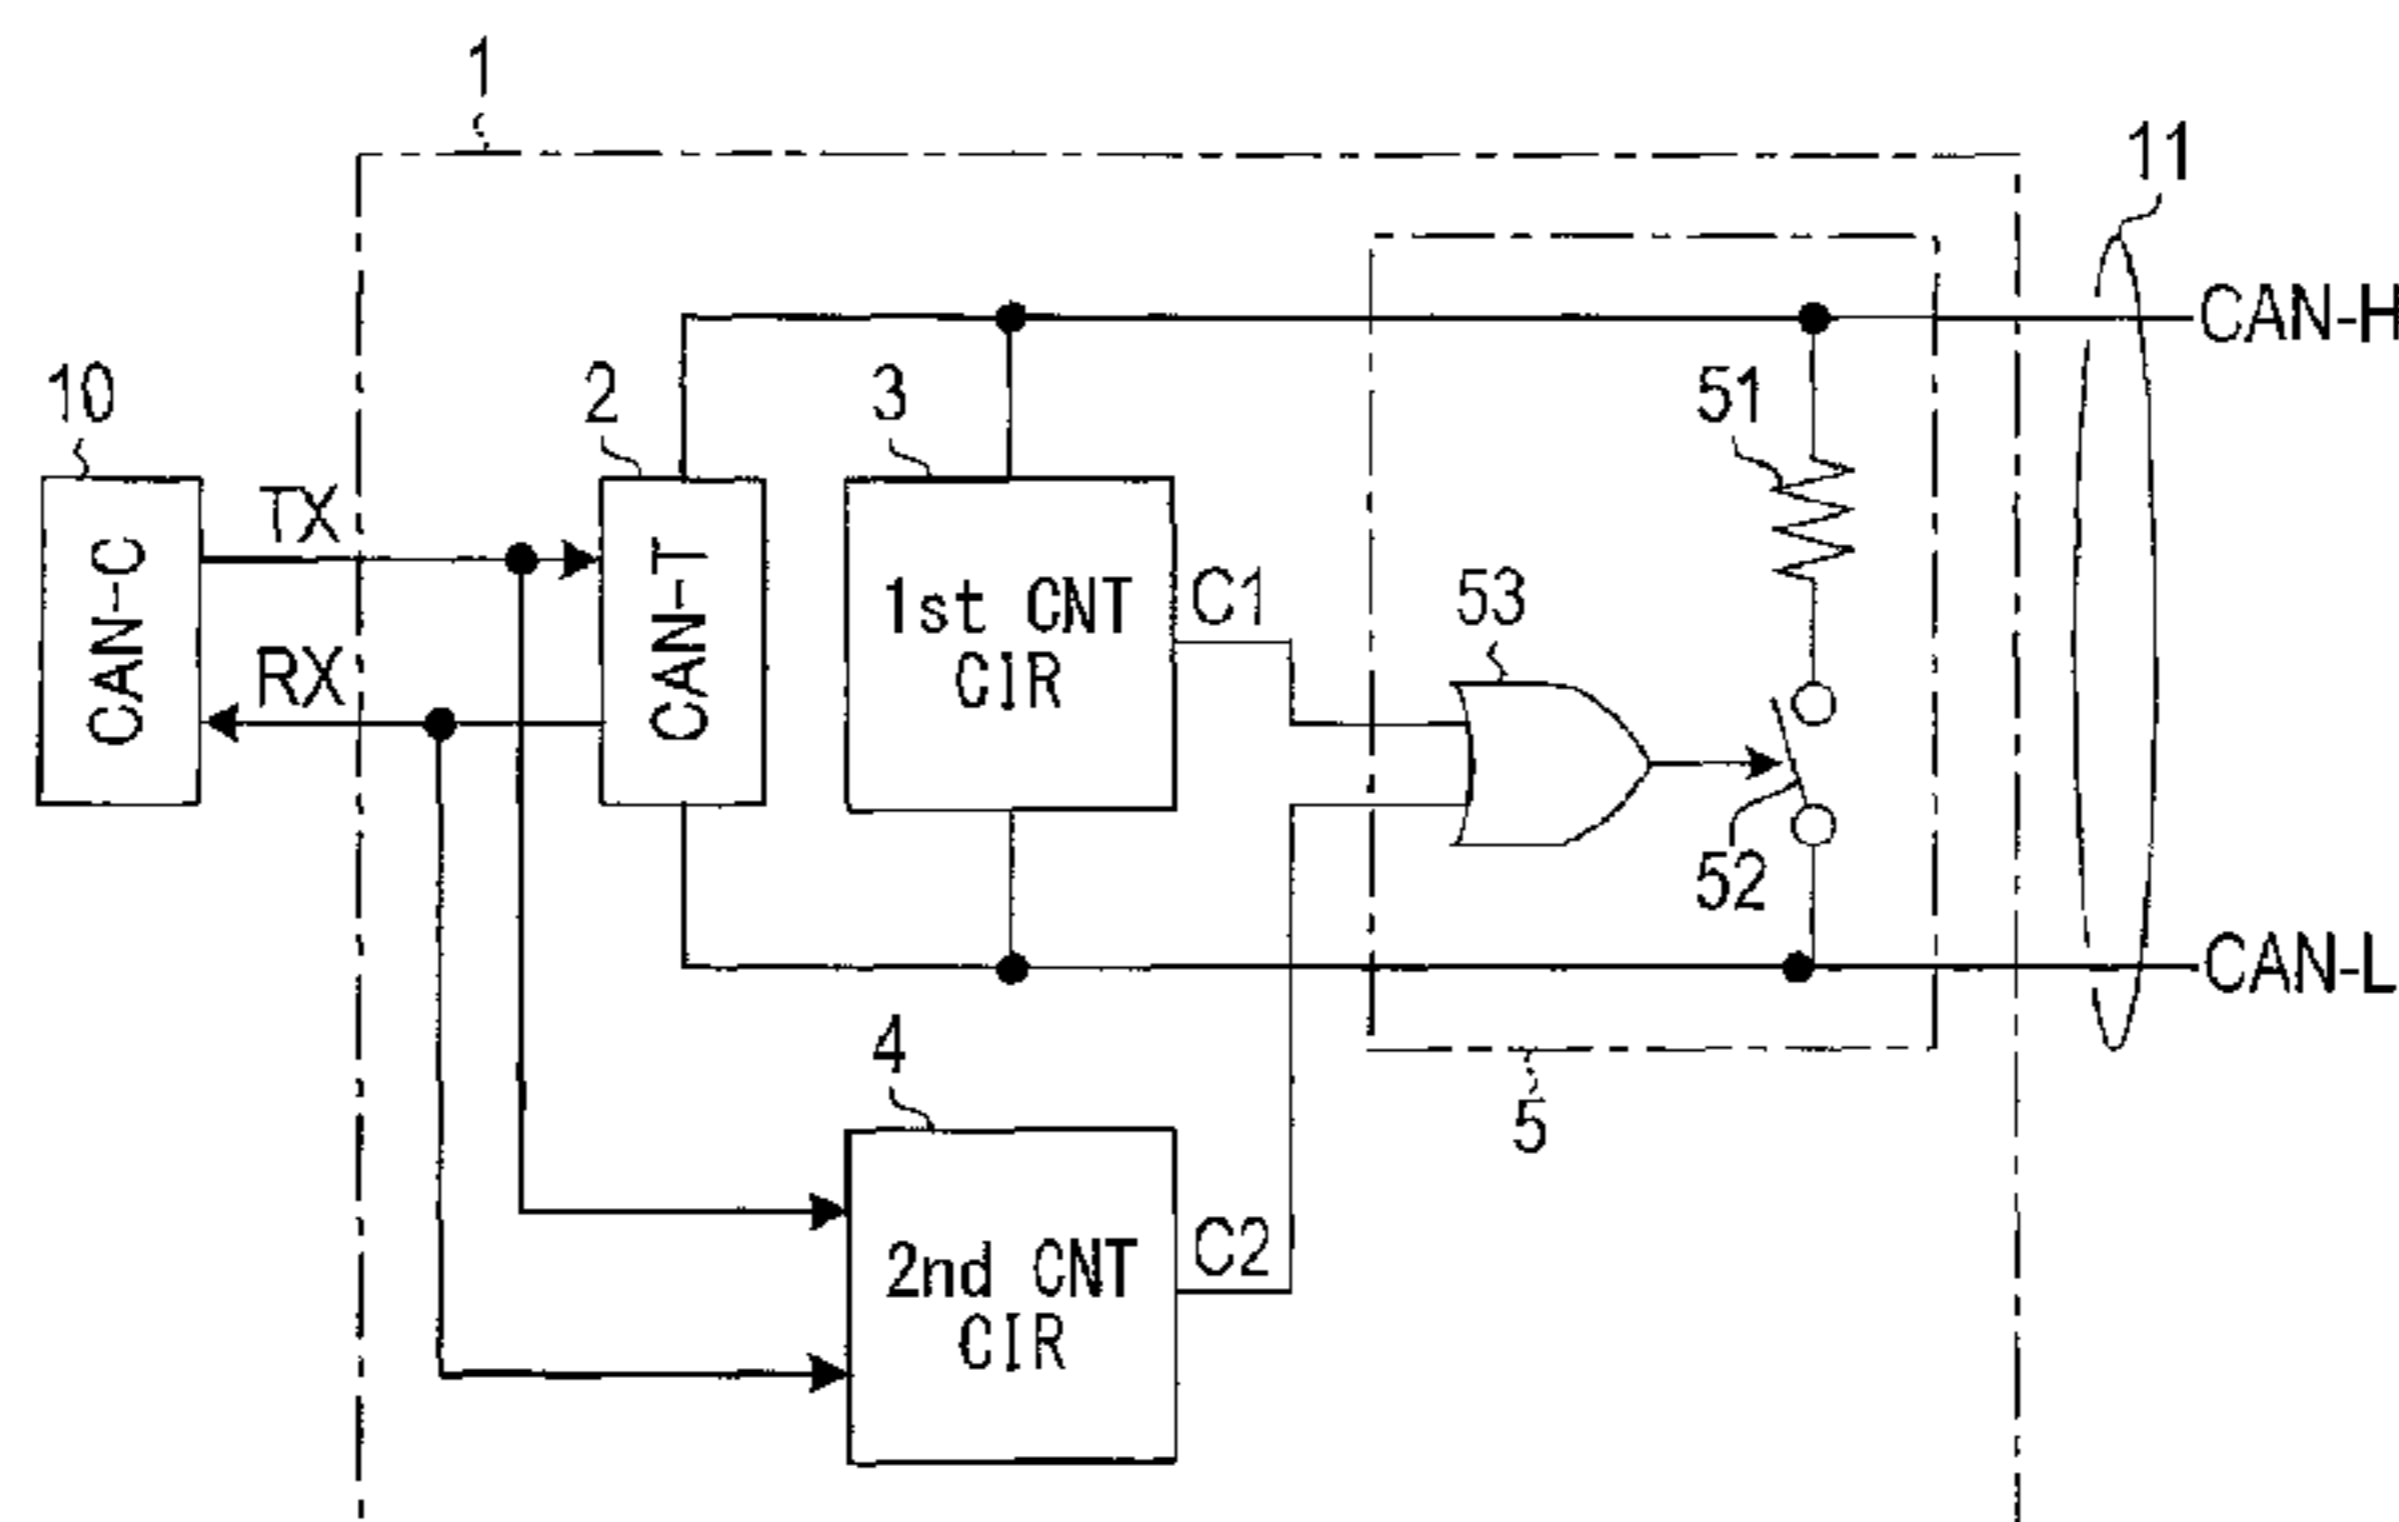 1
11
CAN-H
10
2
3
51
TX
CAN-C
CAN-T
1st CNT
CIR
C1
53
RX
52
CAN-L
4
5
2nd CNT
CIR
C2